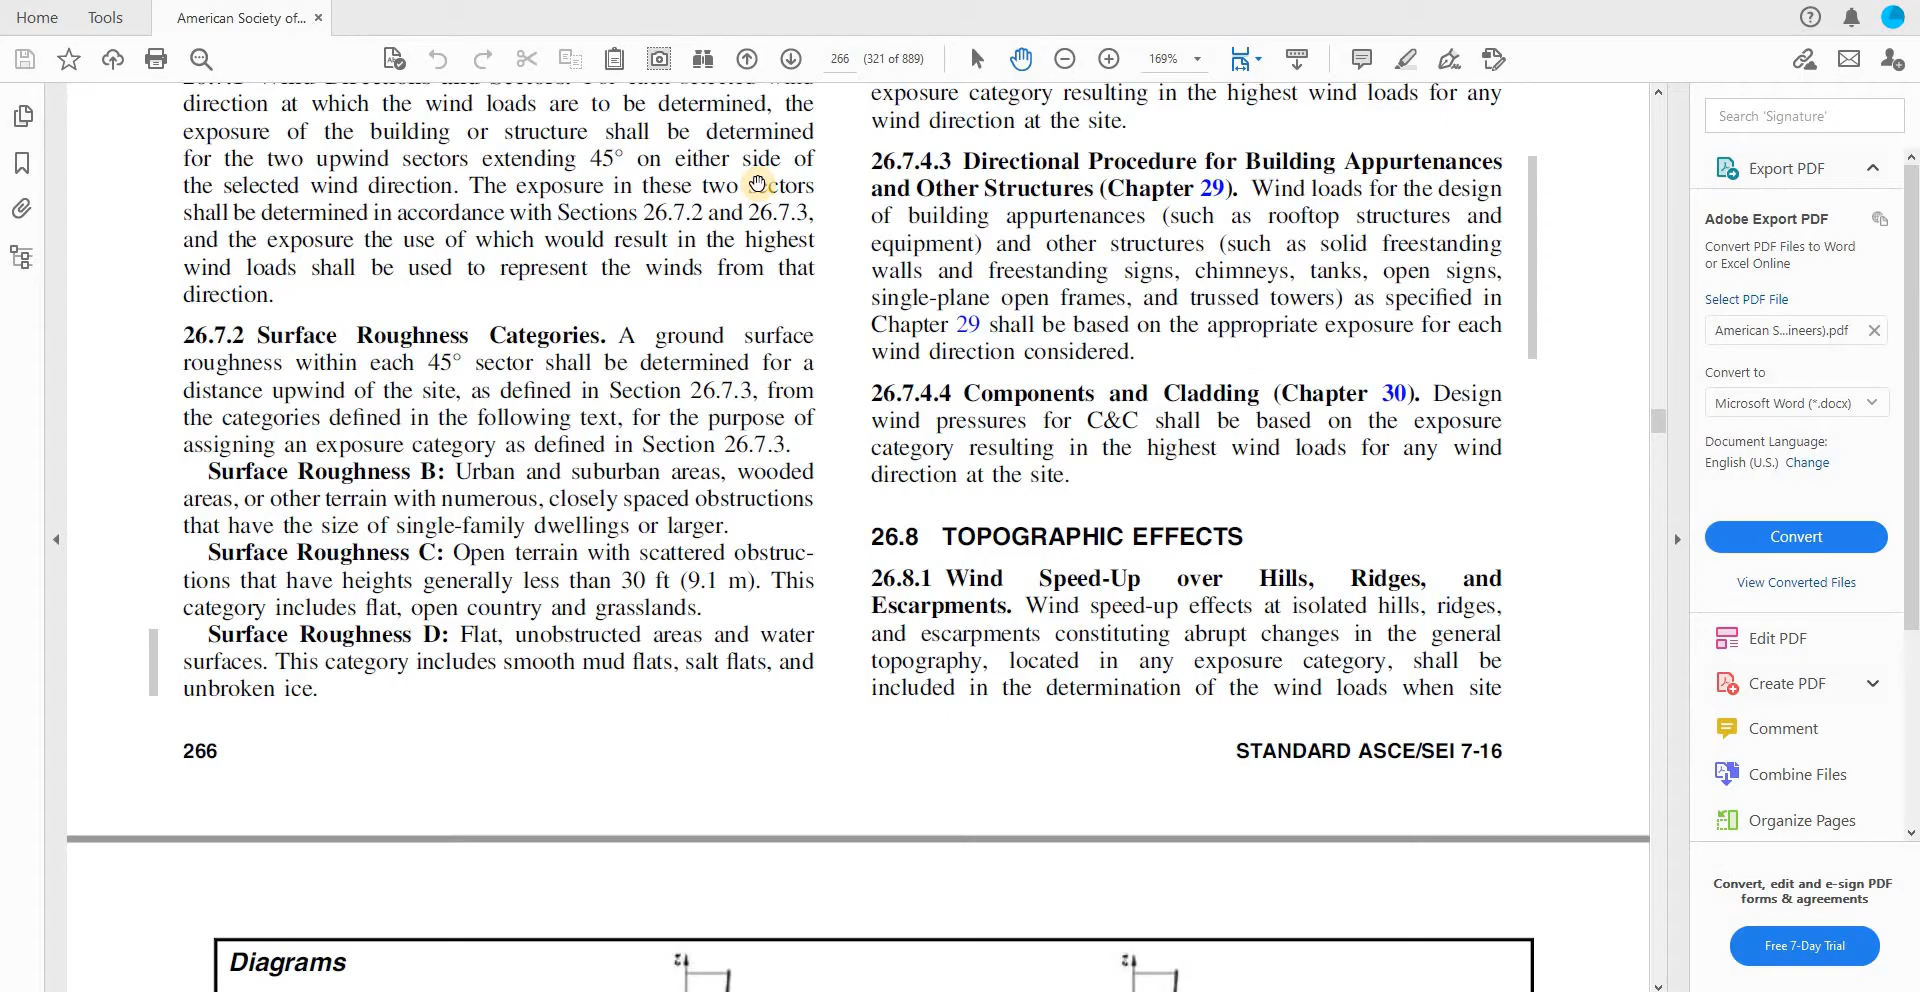 Home
Tools
American Society of...
266
(321 of 889)
169%
direction at which the wind loads are to be determined, the
exposure of the building or structure shall be determined
for the two upwind sectors extending 45° on either side of
the selected wind direction. The exposure in these two sectors
shall be determined in accordance with Sections 26.7.2 and 26.7.3,
and the exposure the use of which would result in the highest
wind loads shall be used to represent the winds from that
direction.
26.7.2 Surface Roughness Categories. A ground surface
roughness within each 45° sector shall be determined for a
distance upwind of the site, as defined in Section 26.7.3, from
the categories defined in the following text, for the purpose of
assigning an exposure category as defined in Section 26.7.3.
Surface Roughness B: Urban and suburban areas, wooded
areas, or other terrain with numerous, closely spaced obstructions
that have the size of single-family dwellings or larger.
Surface Roughness C: Open terrain with scattered obstruc-
tions that have heights generally less than 30 ft (9.1 m). This
category includes flat, open country and grasslands.
Surface Roughness D: Flat, unobstructed areas and water
surfaces. This category includes smooth mud flats, salt flats, and
unbroken ice.
266
exposure category resulting in the highest wind loads for any
wind direction at the site.
26.7.4.3 Directional Procedure for Building Appurtenances
and Other Structures (Chapter 29). Wind loads for the design
of building appurtenances (such as rooftop structures and
equipment) and other structures (such as solid freestanding
walls and freestanding signs, chimneys, tanks, open signs,
single-plane open frames, and trussed towers) as specified in
Chapter 29 shall be based on the appropriate exposure for each
wind direction considered.
26.7.4.4 Components and Cladding (Chapter 30). Design
wind pressures for C&C shall be based on the exposure
category resulting in the highest wind loads for any wind
direction at the site.
26.8 TOPOGRAPHIC EFFECTS
26.8.1 Wind Speed-Up over Hills, Ridges, and
Escarpments. Wind speed-up effects at isolated hills, ridges,
and escarpments constituting abrupt changes in the general
topography, located in any exposure category, shall be
included in the determination of the wind loads when site
STANDARD ASCE/SEI 7-16
Diagrams
z
z
Search 'Signature'
Export PDF
Adobe Export PDF
Convert PDF Files to Word
or Excel Online
Select PDF File
American S...ineers).pdf
Convert to
Microsoft Word (*.docx)
Document Language:
English (U.S.) Change
Convert
View Converted Files
Edit PDF
Create PDF
Comment
Combine Files
Organize Pages
Convert, edit and e-sign PDF
forms & agreements
Free 7-Day Trial